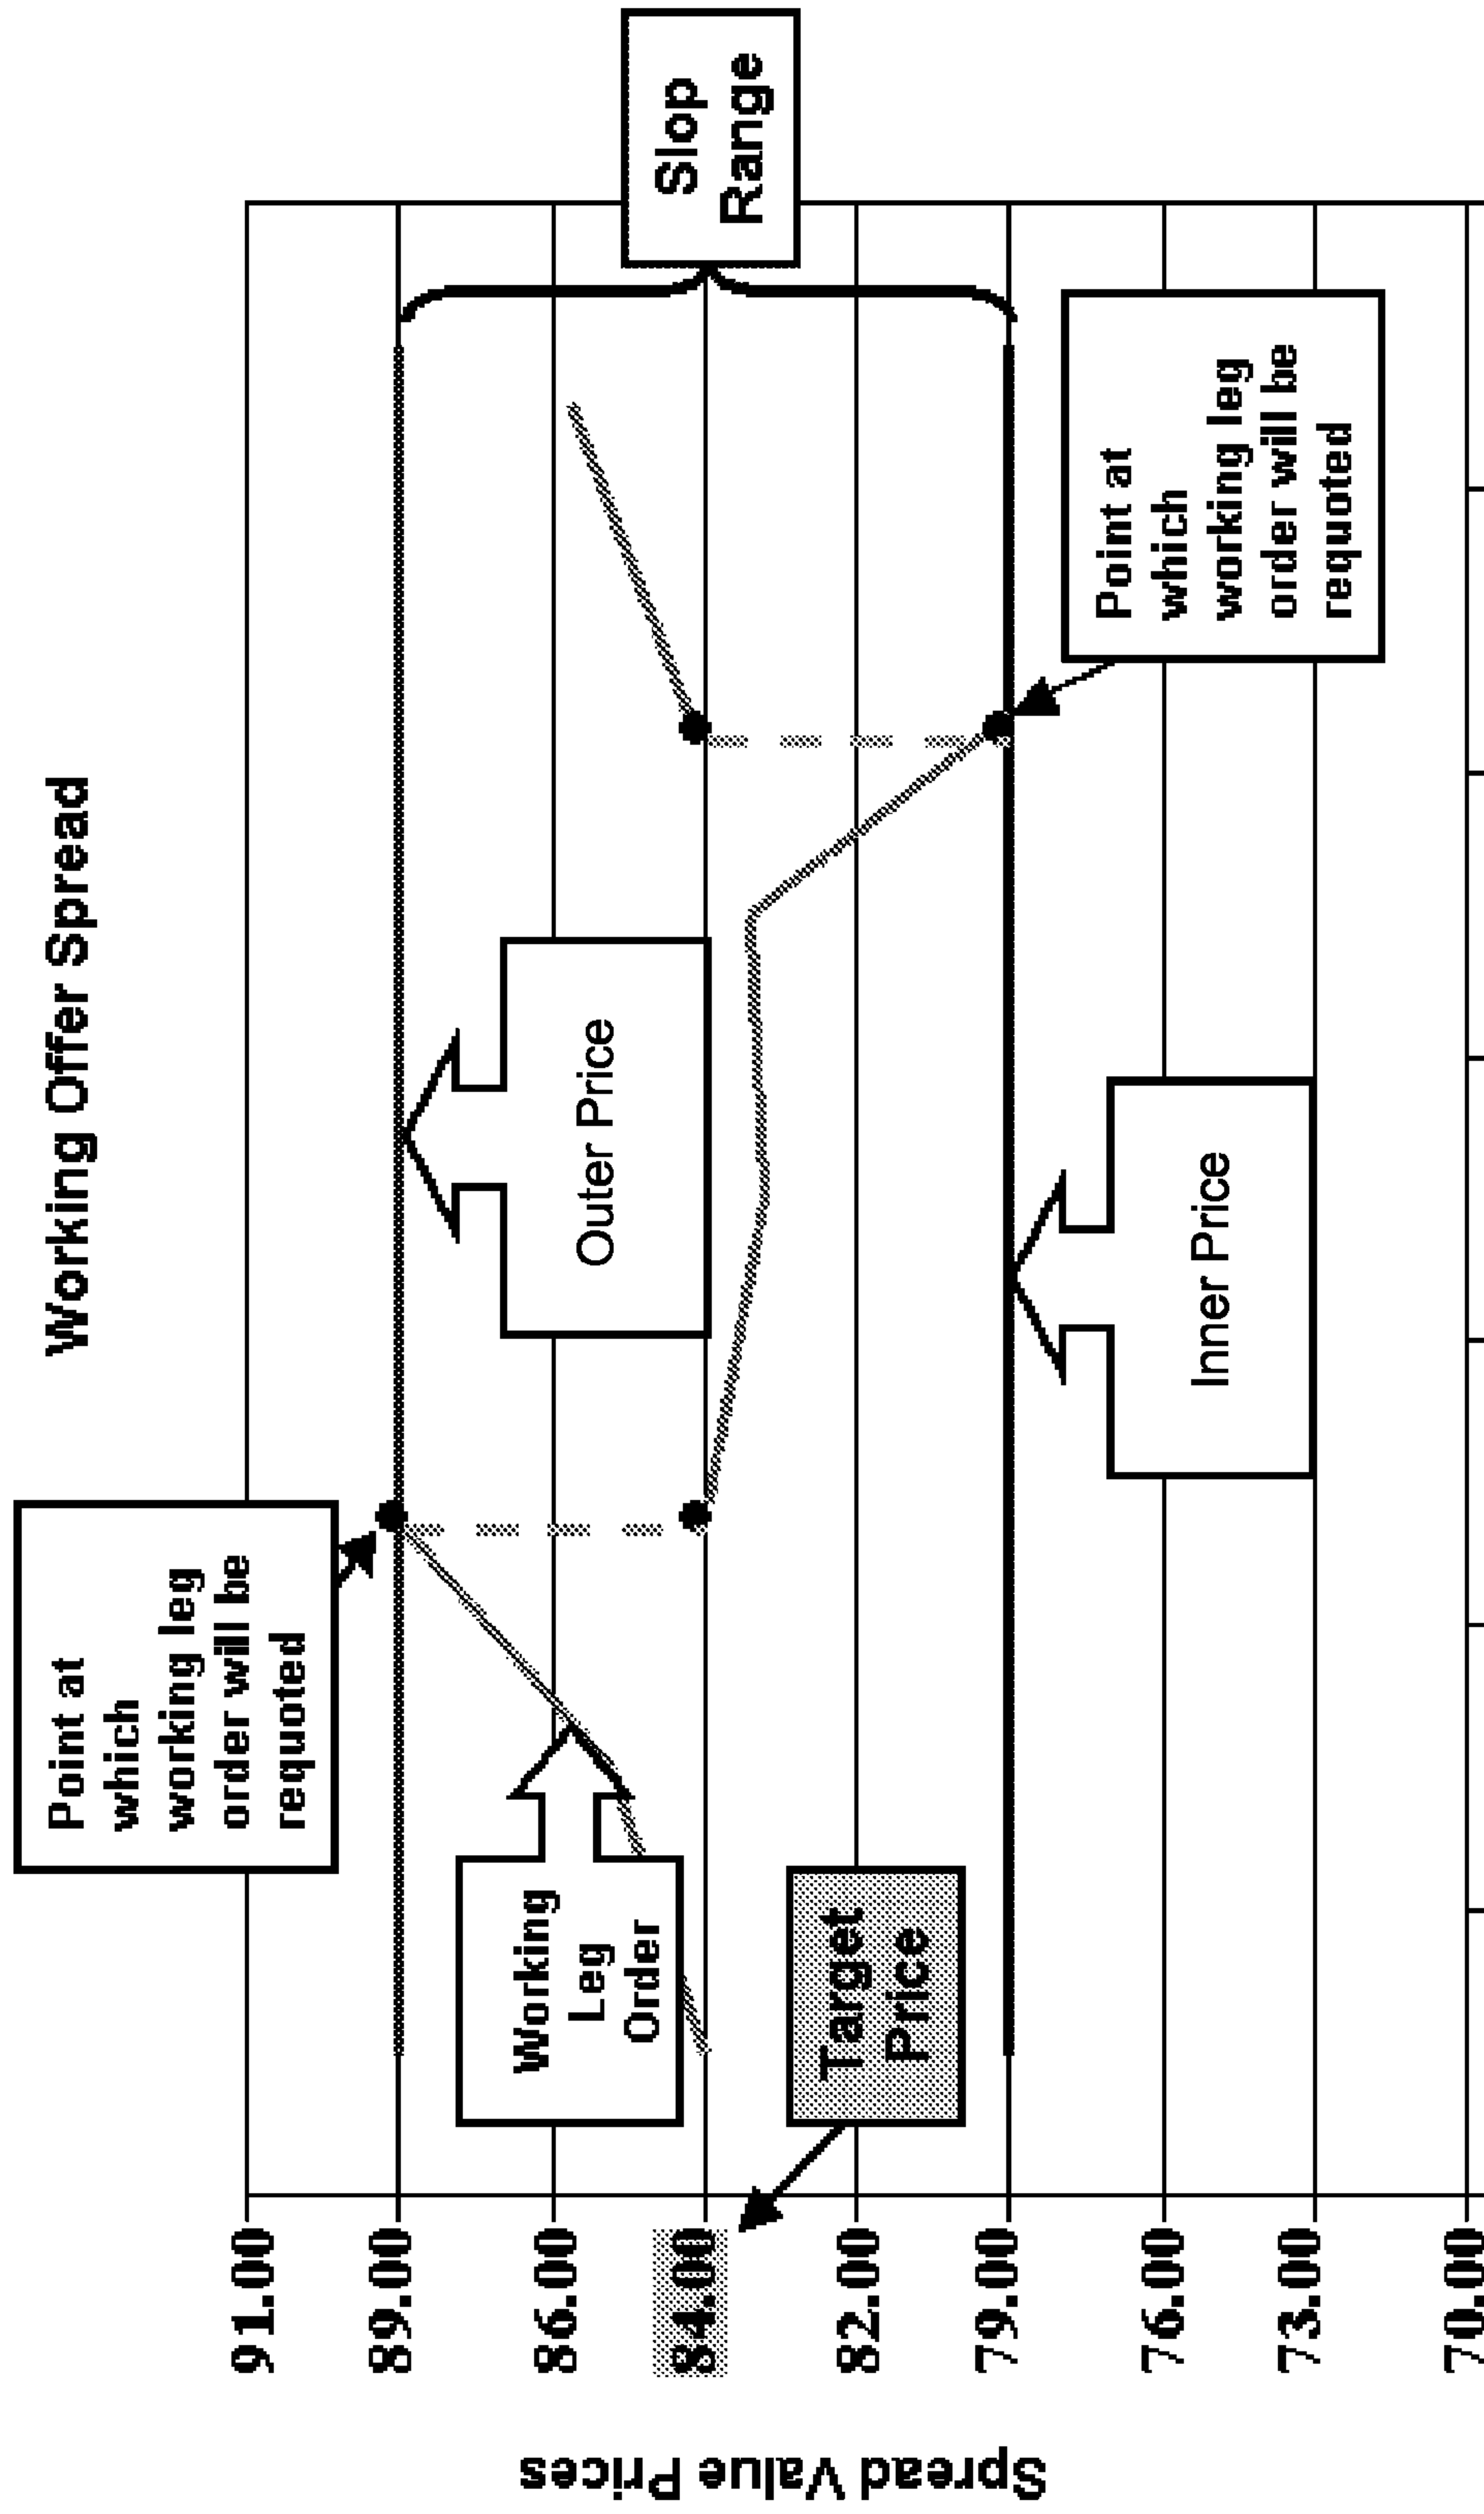 Working Offer Spread
Point at
which
working leg
order will be
requoted
Slop
Range
Working
Leg
Order
Outer Price
Target
Price
Inner Price
Point at
which
working leg
order will be
requoted
91.00
89.00
86.00
84.00
82.00
79.00
76.00
73.00
70.00
Spread Value Prices